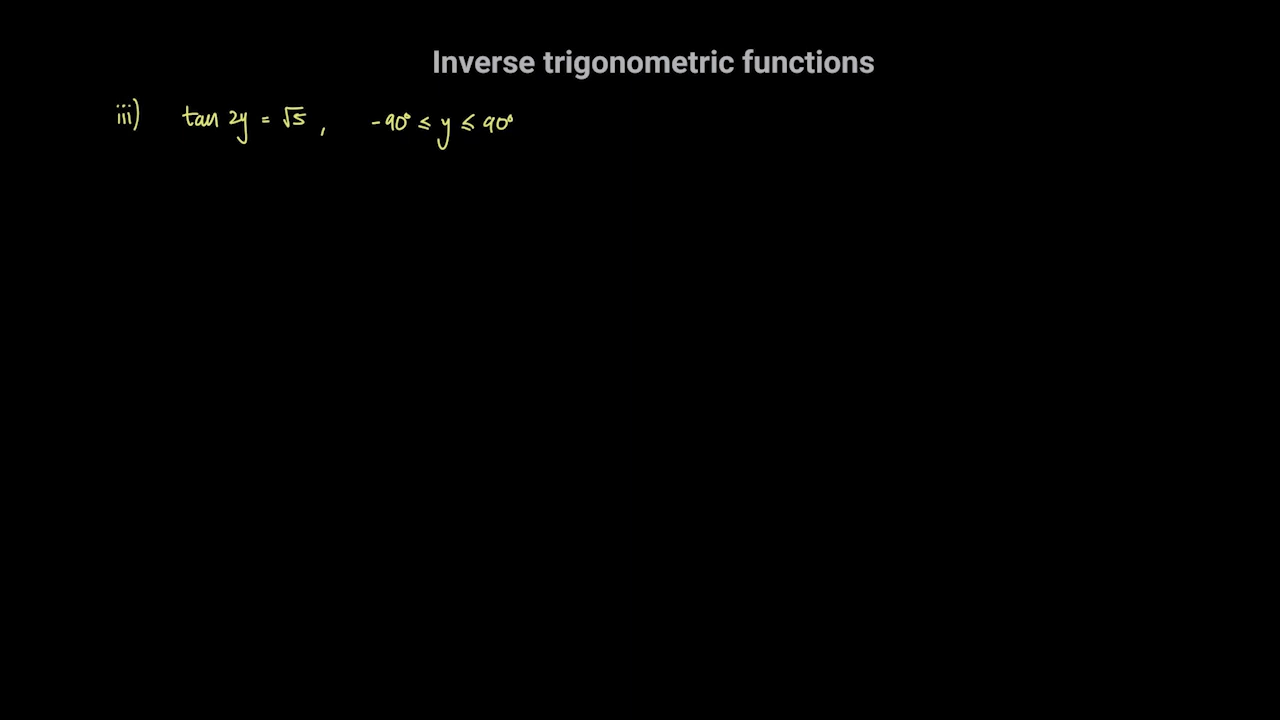 Inverse trigonometric functions
iii) tan 2y = √5 , -90° ≤ y ≤ 90°